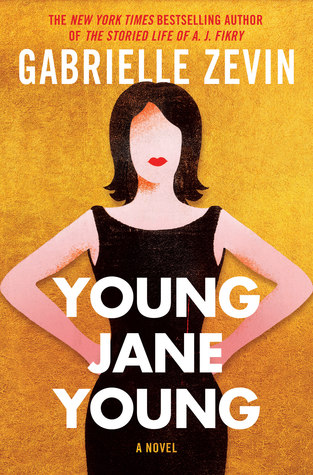 THE NEW YORK TIMES BESTSELLING AUTHOR
OF THE STORIED LIFE OF A. J. FIKRY
GABRIELLE ZEVIN
YOUNG
JANE
YOUNG
A NOVEL